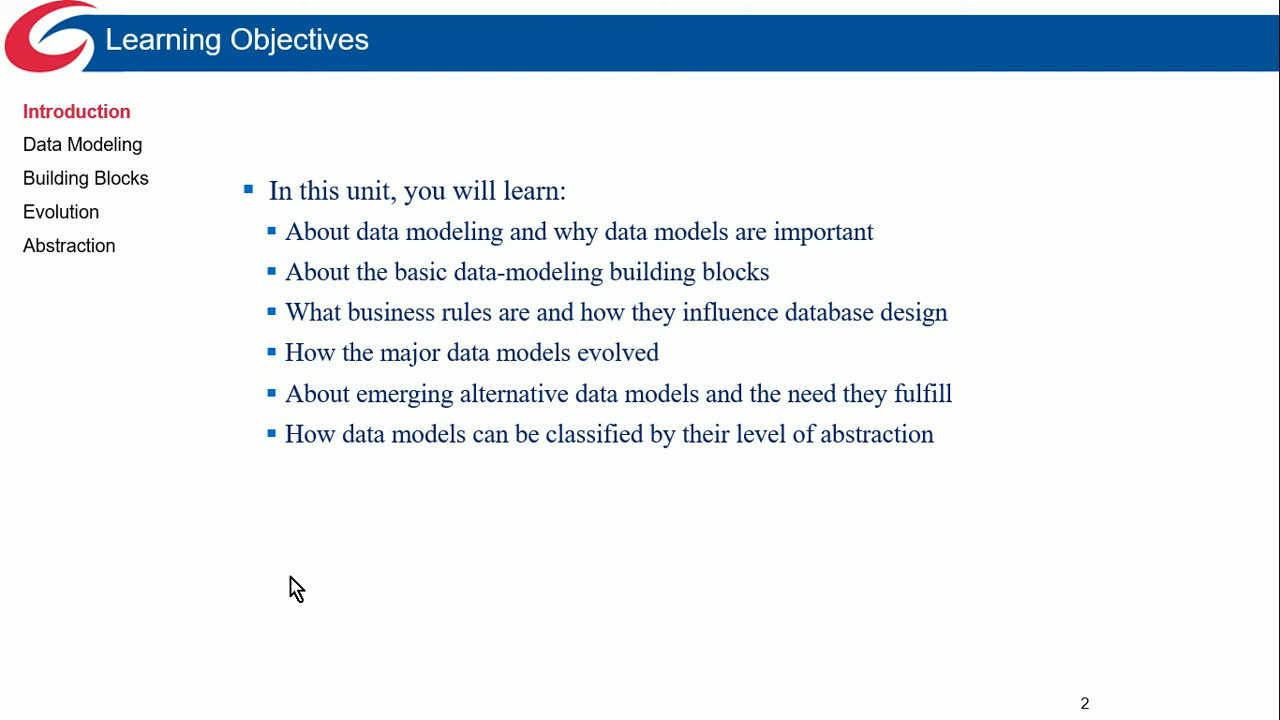 Learning Objectives
Introduction
Data Modeling
Building Blocks
Evolution
Abstraction
In this unit, you will learn:
About data modeling and why data models are important
About the basic data-modeling building blocks
What business rules are and how they influence database design
How the major data models evolved
About emerging alternative data models and the need they fulfill
How data models can be classified by their level of abstraction
2